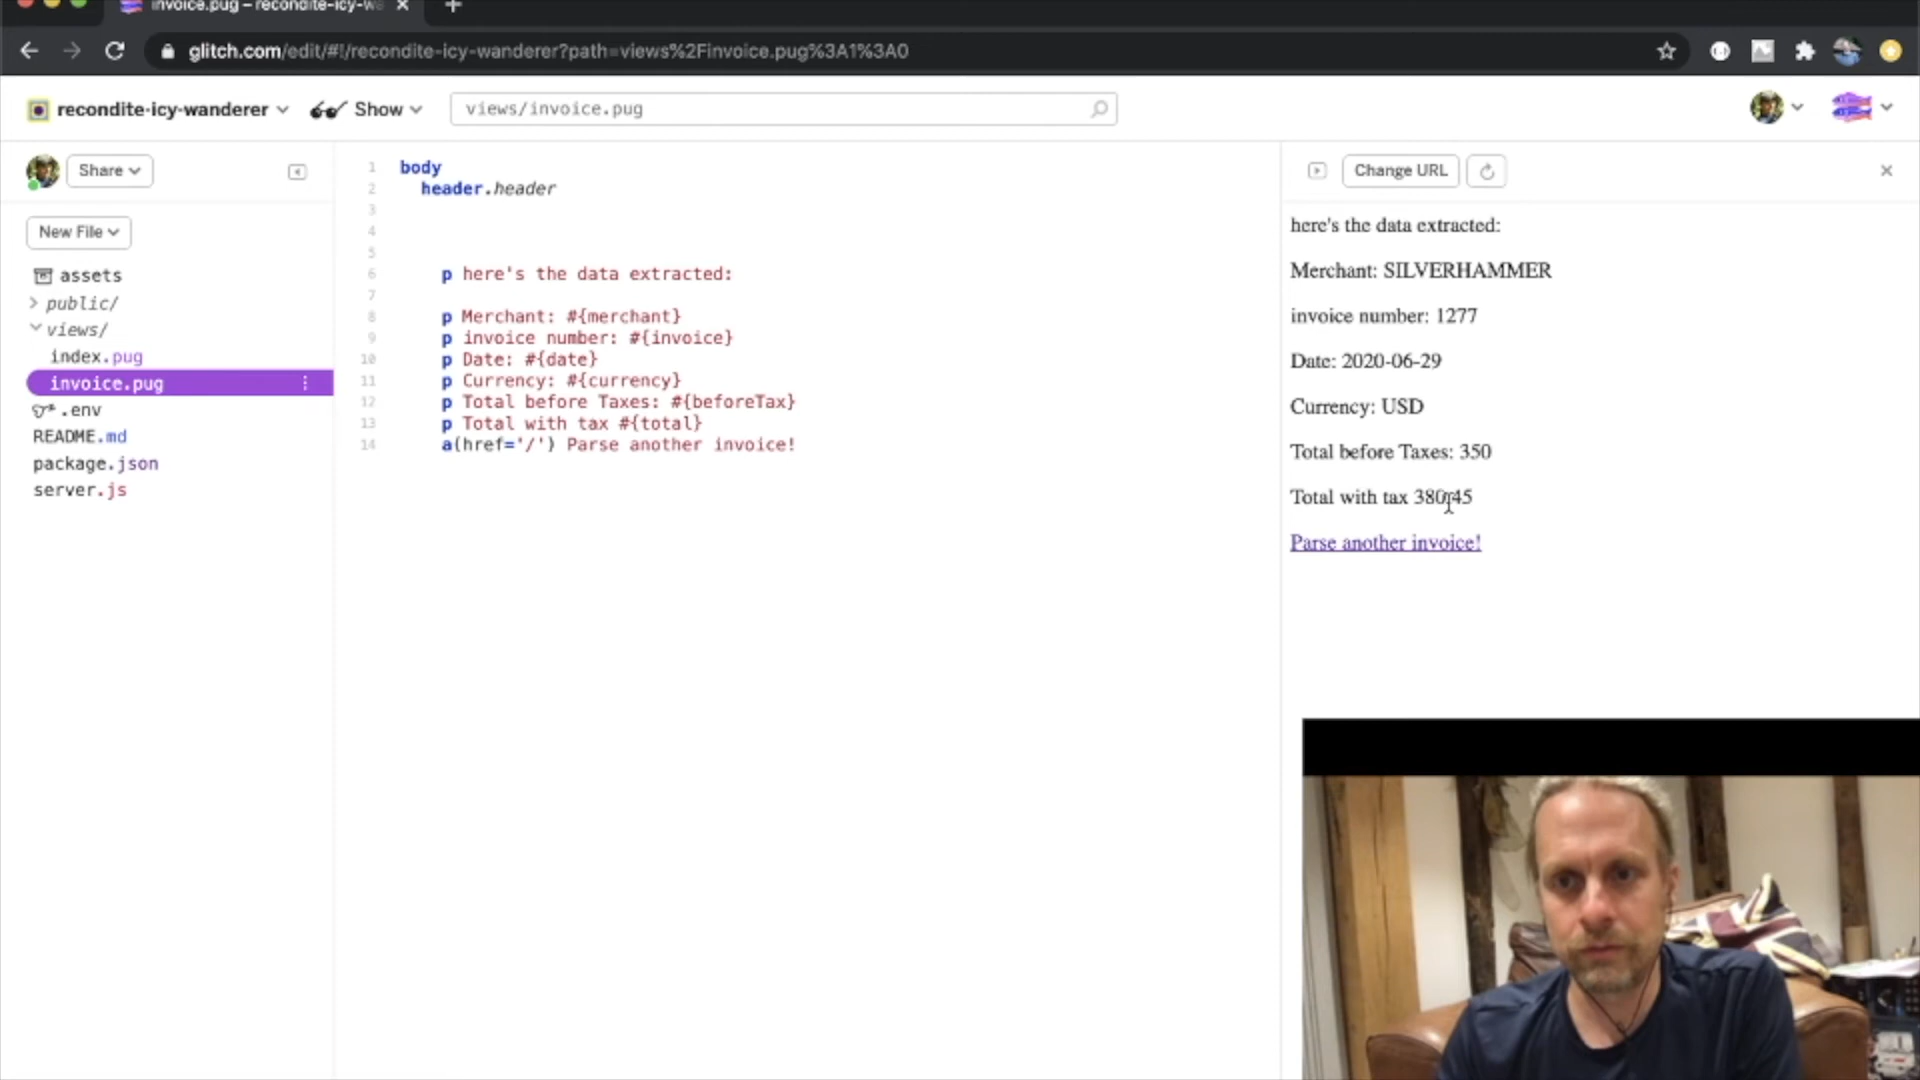 invoice.pug – recondite-icy-wa
glitch.com/edit/#!/recondite-icy-wanderer?path=views%2Finvoice.pug%3A1%3A0
recondite-icy-wanderer
Show
views/invoice.pug
Share
Change URL
New File
assets
public/
views/
index.pug
invoice.pug
.env
README.md
package.json
server.js
1 body
2 header.header
3
4
5
6 p here's the data extracted:
7
8 p Merchant: #{merchant}
9 p invoice number: #{invoice}
10 p Date: #{date}
11 p Currency: #{currency}
12 p Total before Taxes: #{beforeTax}
13 p Total with tax #{total}
14 a(href='/') Parse another invoice!
here's the data extracted:
Merchant: SILVERHAMMER
invoice number: 1277
Date: 2020-06-29
Currency: USD
Total before Taxes: 350
Total with tax 380.45
Parse another invoice!